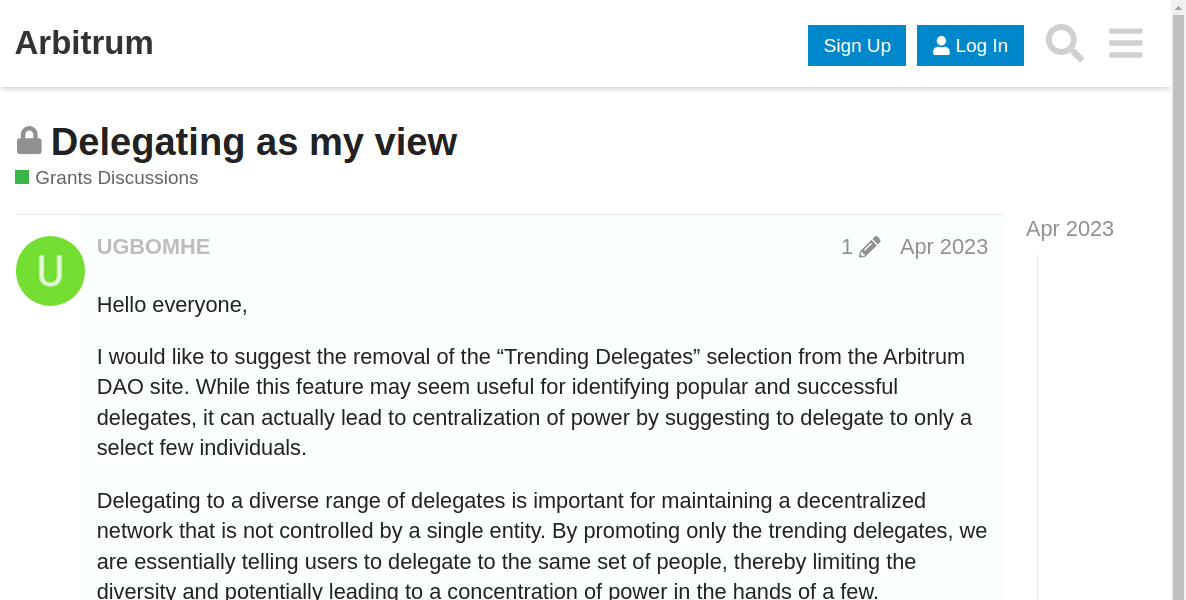 Arbitrum
Sign Up
Log In
Delegating as my view
Grants Discussions
Apr 2023
U
UGBOMHE
1
Apr 2023
Hello everyone,
I would like to suggest the removal of the “Trending Delegates” selection from the Arbitrum
DAO site. While this feature may seem useful for identifying popular and successful
delegates, it can actually lead to centralization of power by suggesting to delegate to only a
select few individuals.
Delegating to a diverse range of delegates is important for maintaining a decentralized
network that is not controlled by a single entity. By promoting only the trending delegates, we
are essentially telling users to delegate to the same set of people, thereby limiting the
diversity and potentially leading to a concentration of power in the hands of a few.